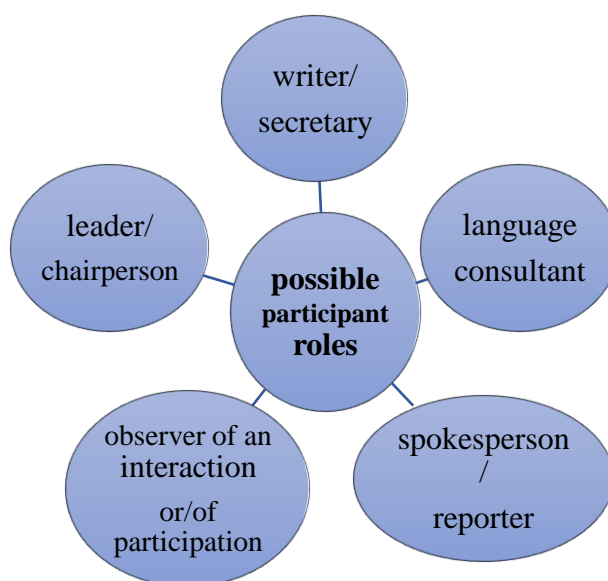 writer/
secretary
leader/
chairperson
language
consultant
possible
participant
roles
observer of an
interaction
or/of
participation
spokesperson
/
reporter